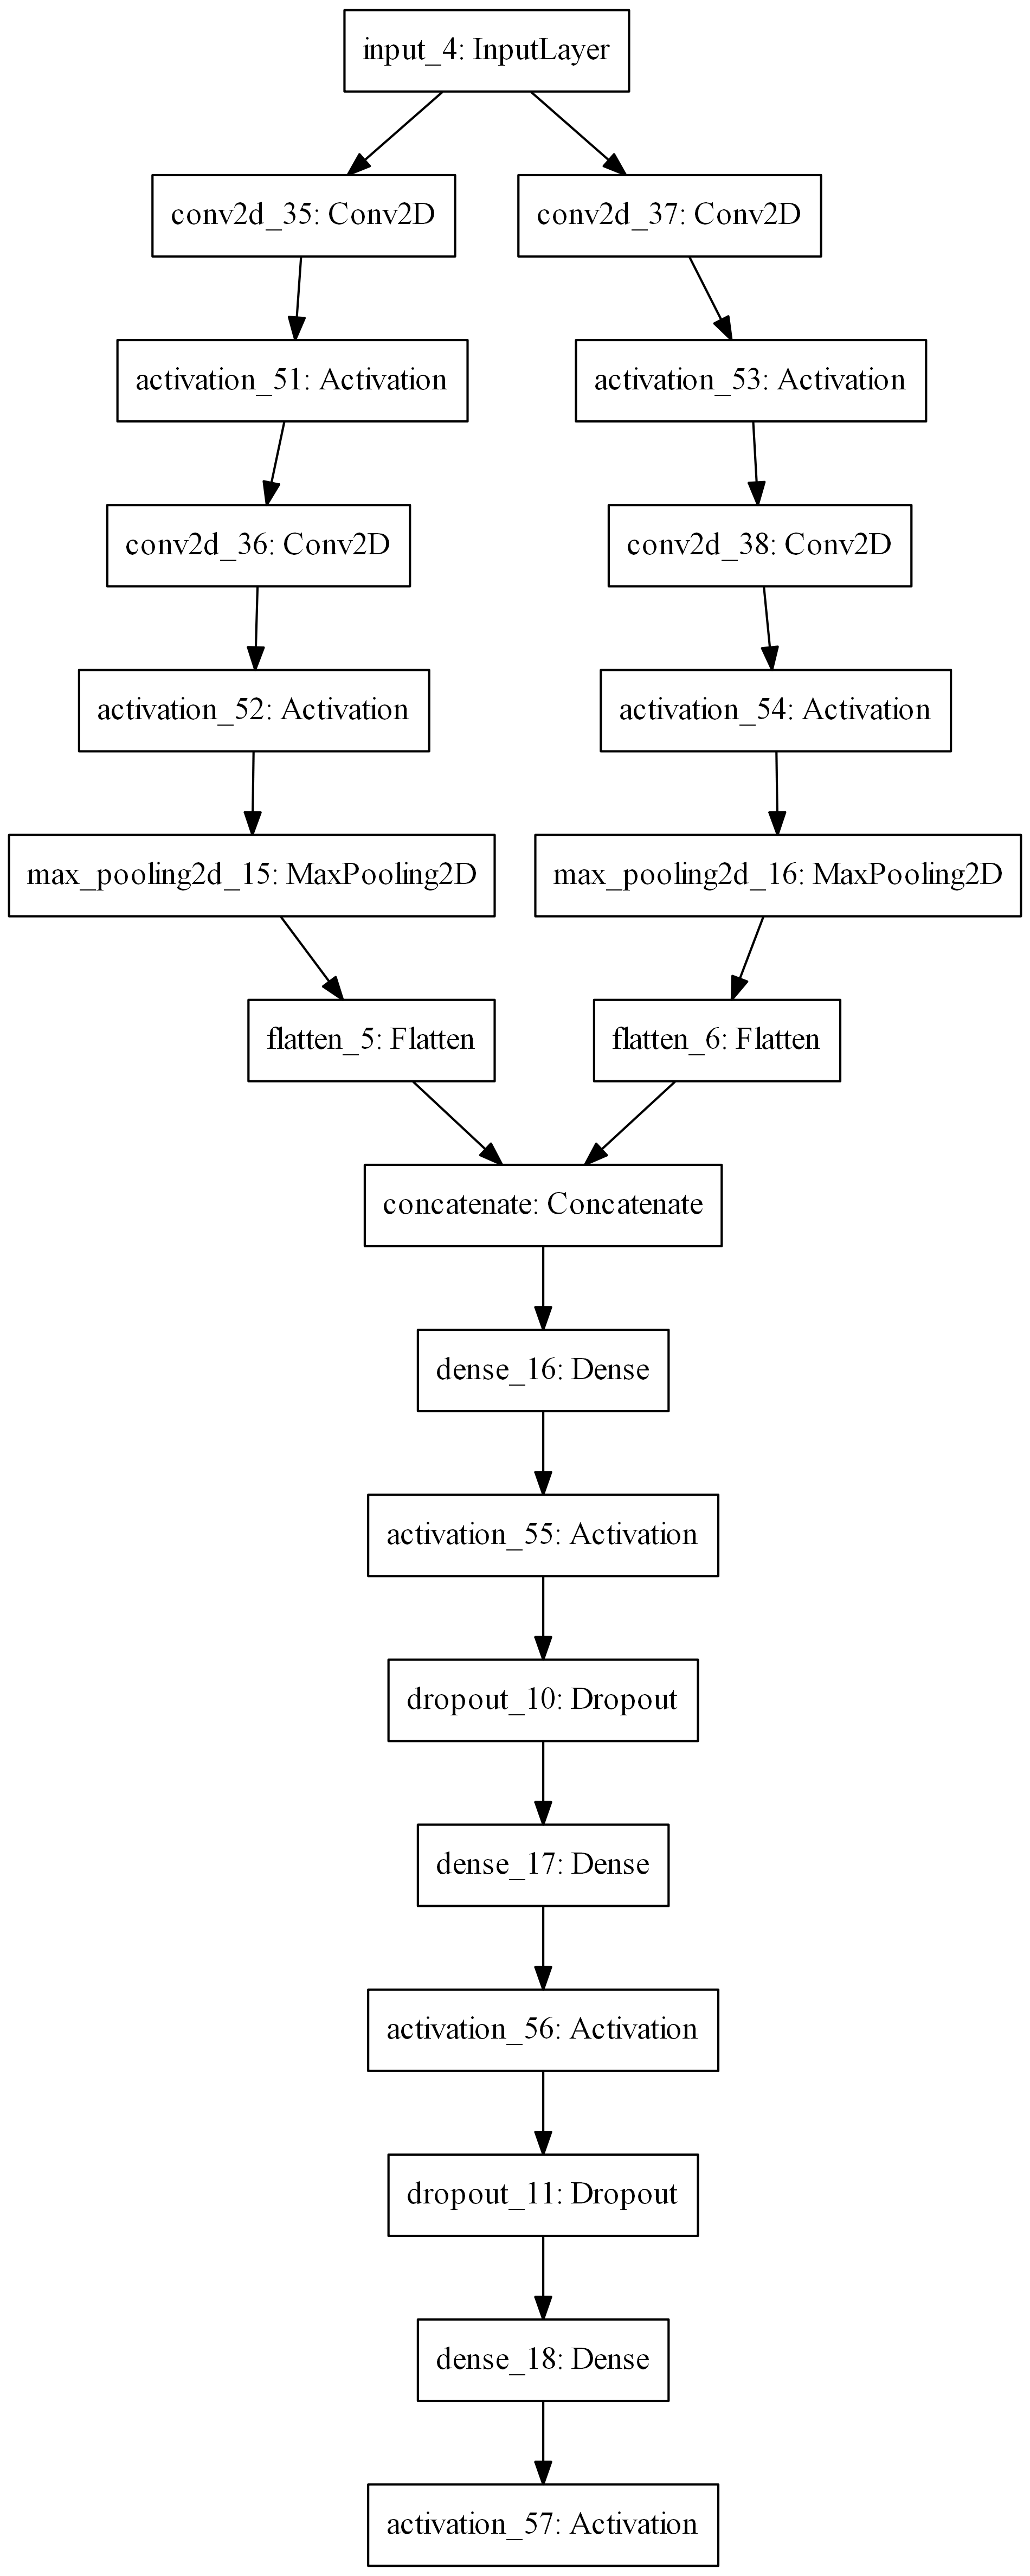 input_4: InputLayer
conv2d_35: Conv2D
conv2d_37: Conv2D
activation_51: Activation
activation_53: Activation
conv2d_36: Conv2D
conv2d_38: Conv2D
activation_52: Activation
activation_54: Activation
max_pooling2d_15: MaxPooling2D
max_pooling2d_16: MaxPooling2D
flatten_5: Flatten
flatten_6: Flatten
concatenate: Concatenate
dense_16: Dense
activation_55: Activation
dropout_10: Dropout
dense_17: Dense
activation_56: Activation
dropout_11: Dropout
dense_18: Dense
activation_57: Activation